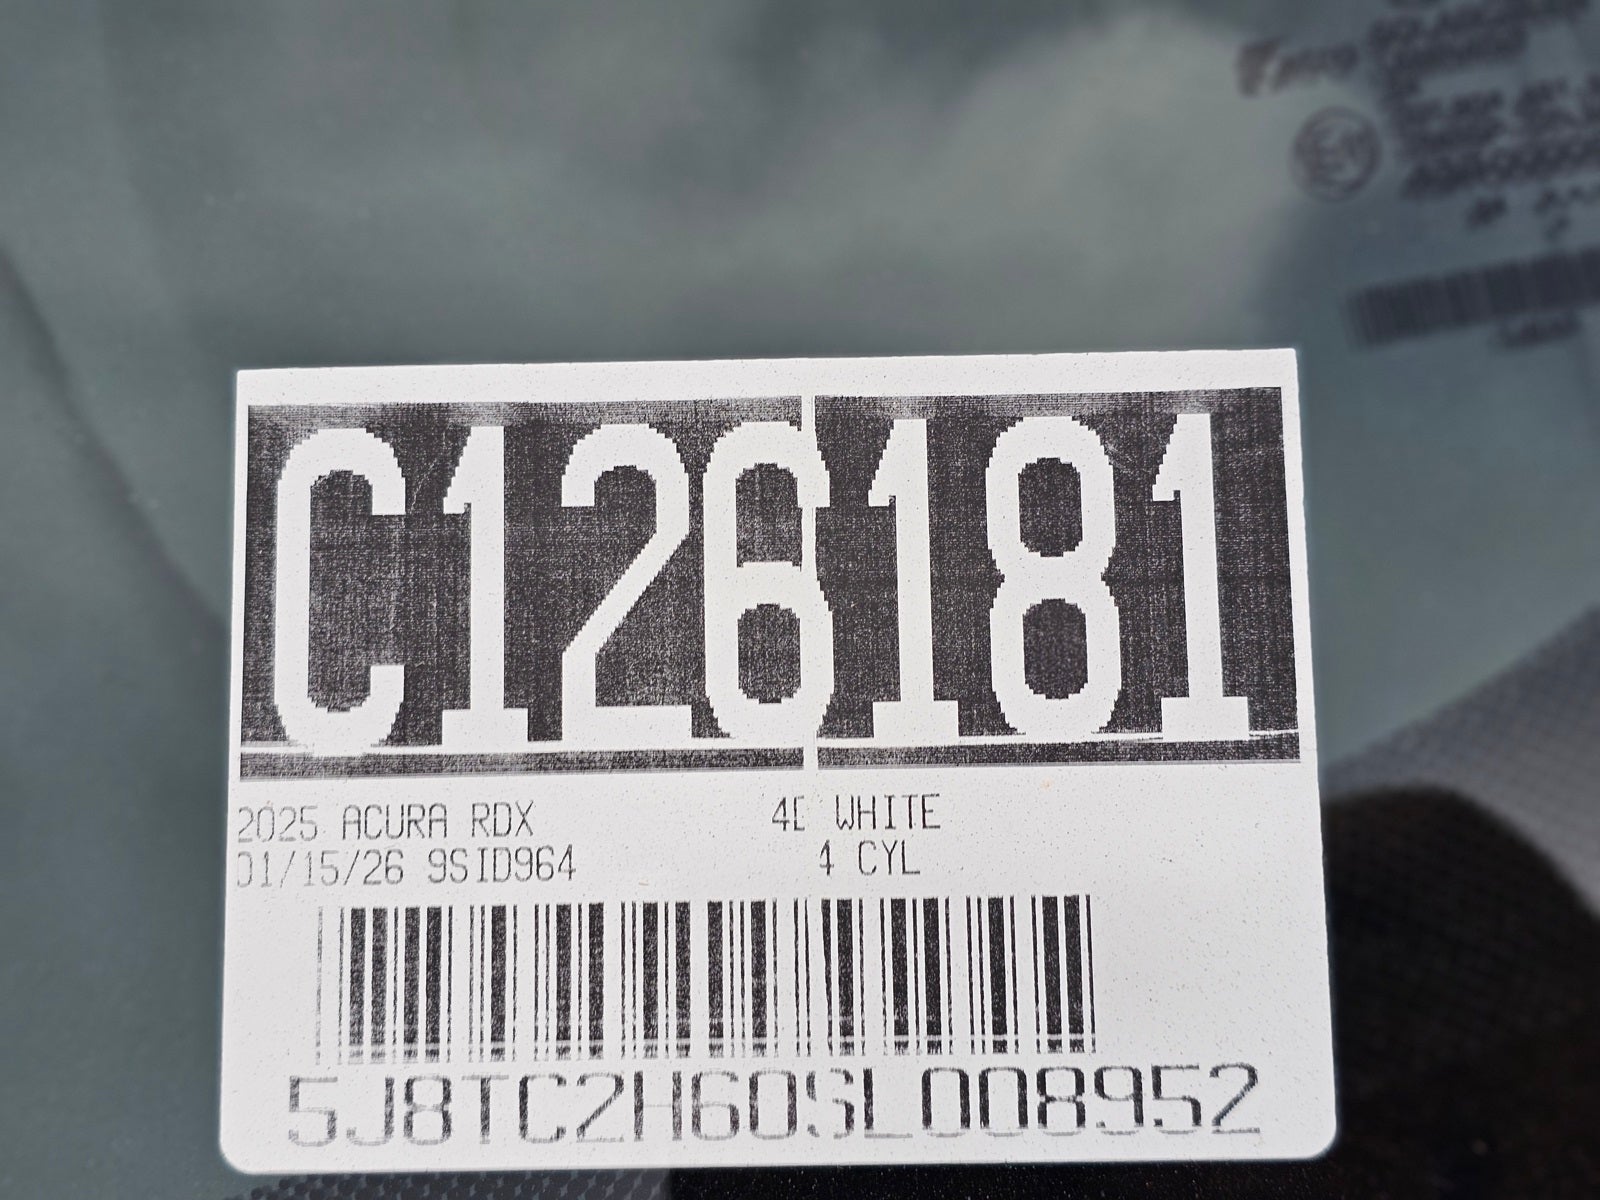 C126181
2025 ACURA RDX 4D WHITE
01/15/26 9SID964 4 CYL
5J8TC2H60SL008952